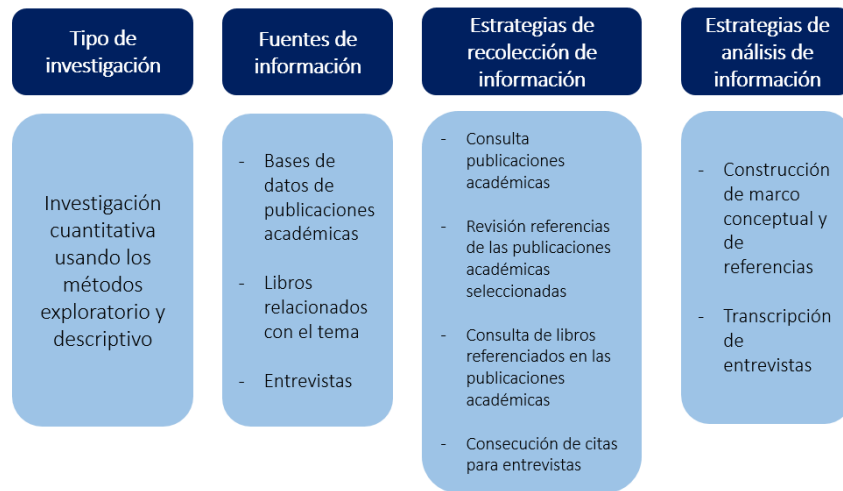 Tipo de
investigación
Investigación
cuantitativa
usando los
métodos
exploratorio y
descriptivo
Fuentes de
información
- Bases de
datos de
publicaciones
académicas
- Libros
relacionados
con el tema
- Entrevistas
Estrategias de
recolección de
información
- Consulta
publicaciones
académicas
- Revisión referencias
de las publicaciones
académicas
seleccionadas
- Consulta de libros
referenciados en las
publicaciones
académicas
- Consecución de citas
para entrevistas
Estrategias de
análisis de
información
- Construcción
de marco
conceptual y
de
referencias
- Transcripción
de
entrevistas